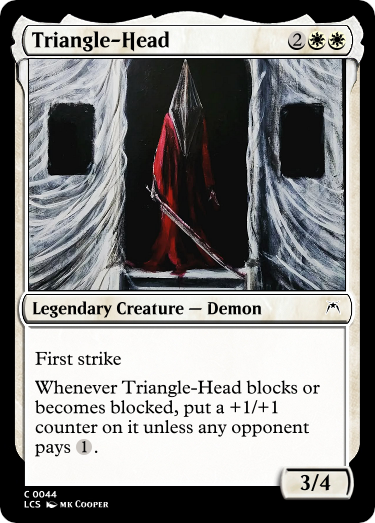 Triangle-Head 2
Legendary Creature — Demon
First strike
Whenever Triangle-Head blocks or
becomes blocked, put a +1/+1
counter on it unless any opponent
pays 1.
3/4
C 0044
LCS MK Cooper